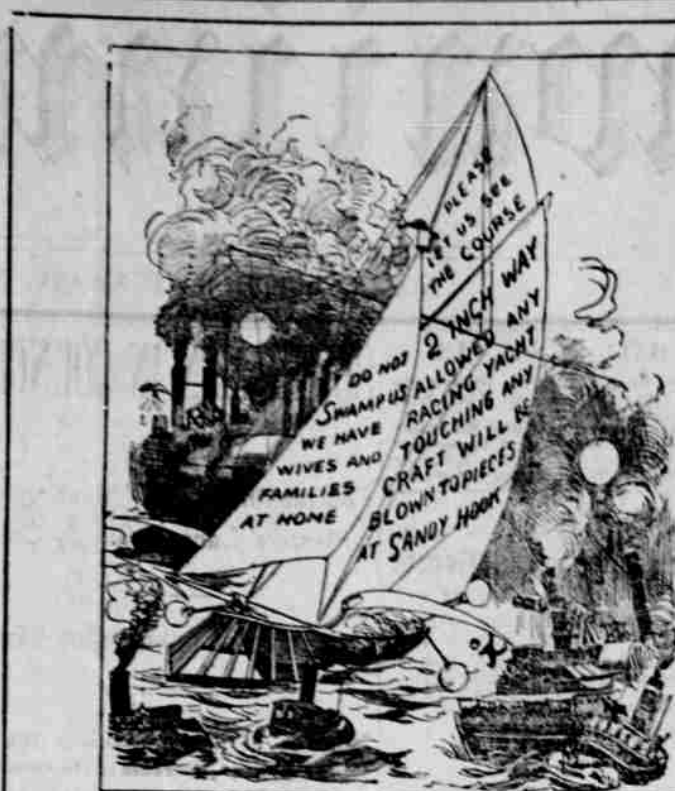 PLEASE
LET US SEE
THE COURSE
DO NOT
SWAMP US
WE HAVE
WIVES AND
FAMILIES
AT HOME
2 INCH WAY
ALLOWED ANY
RACING YACHT
TOUCHING ANY
CRAFT WILL BE
BLOWN TO PIECES
AT SANDY HOOK